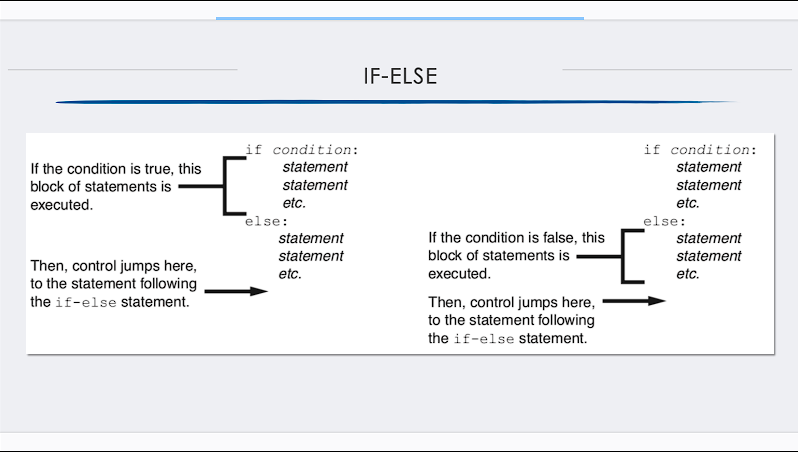 IF-ELSE
If the condition is true, this
block of statements is
executed.
Then, control jumps here,
to the statement following
the if-else statement.
if condition:
statement
statement
etc.
else:
statement
statement
etc.
If the condition is false, this
block of statements is
executed.
Then, control jumps here,
to the statement following
the if-else statement.
if condition:
statement
statement
etc.
else:
statement
statement
etc.